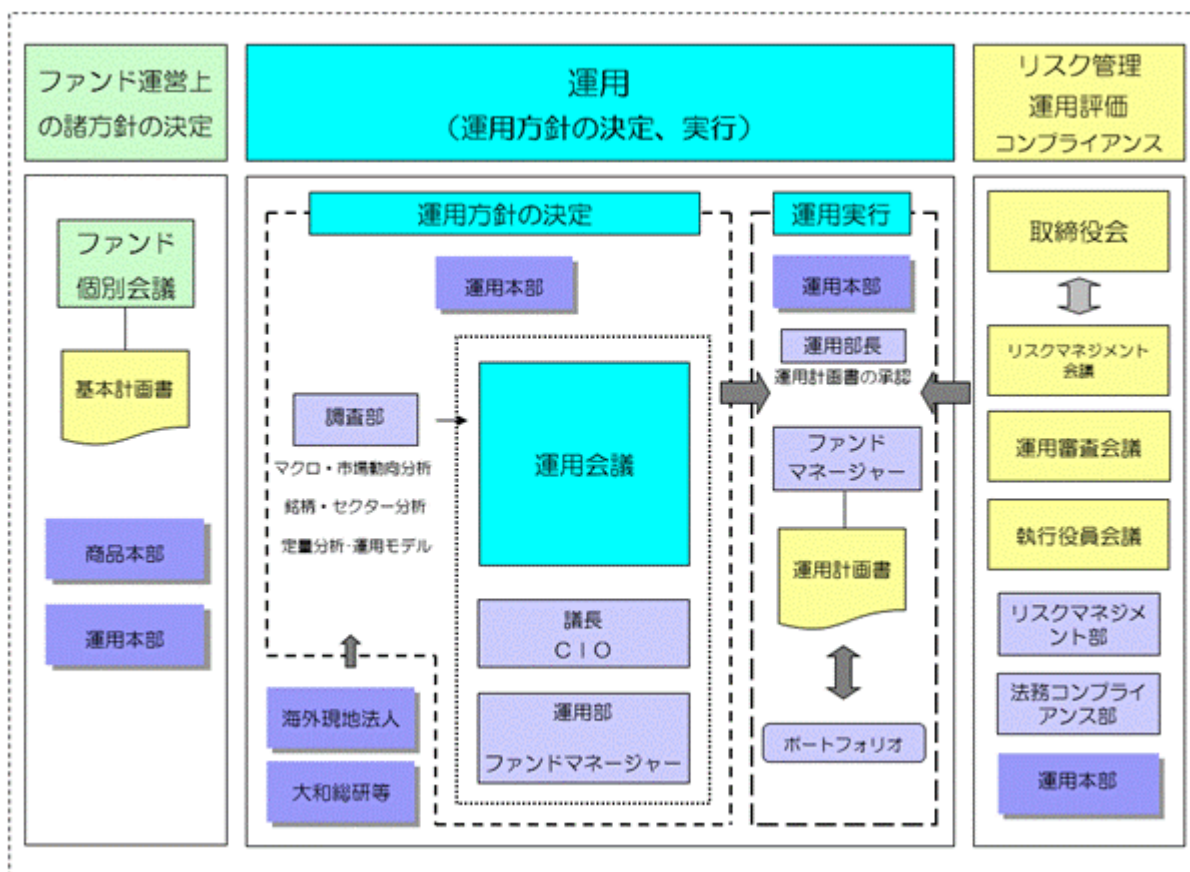 ファンド運営上
の諸方針の決定
運用
（運用方針の決定、実行）
リスク管理
運用評価
コンプライアンス
ファンド
個別会議
基本計画書
商品本部
運用本部
運用方針の決定
運用本部
調査部
マクロ・市場動向分析
銘柄・セクター分析
定量分析・運用モデル
海外現地法人
大和総研等
運用会議
議長
ＣＩＯ
運用部
ファンドマネージャー
運用実行
運用本部
運用部長
運用計画書の承認
ファンド
マネージャー
運用計画書
ポートフォリオ
取締役会
リスクマネジメント
会議
運用審査会議
執行役員会議
リスクマネジメ
ント部
法務コンプライ
アンス部
運用本部